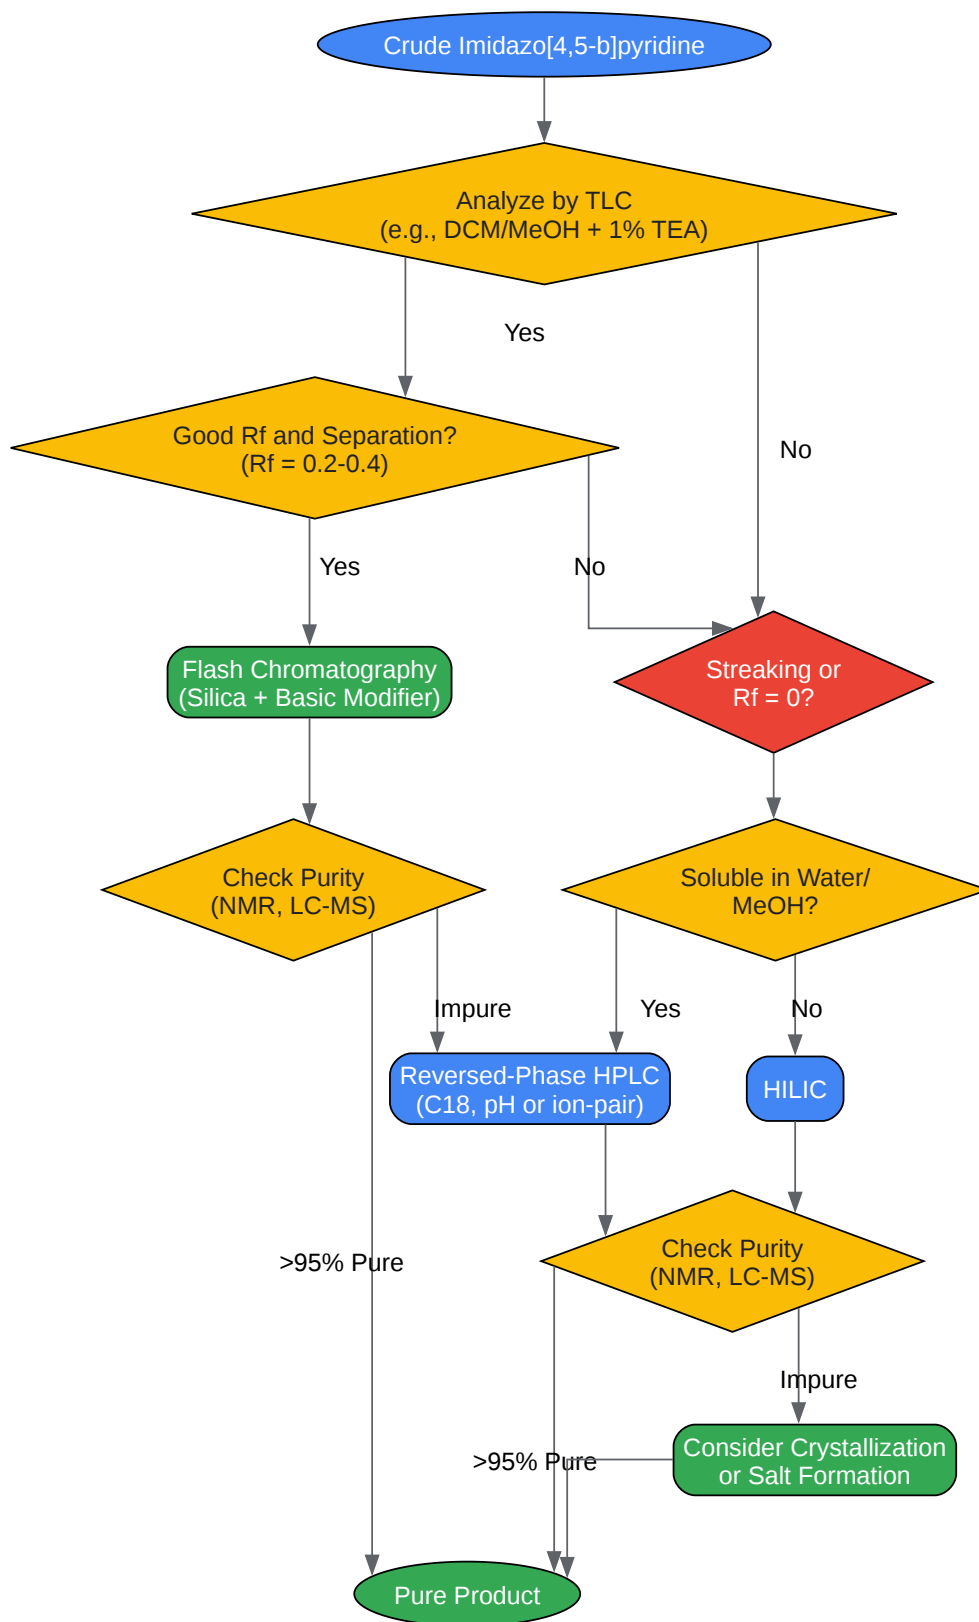 Crude Imidazo[4,5-b]pyridine
Analyze by TLC
(e.g., DCM/MeOH + 1% TEA)
Yes
No
Good Rf and Separation?
(Rf = 0.2-0.4)
Yes
No
Flash Chromatography
(Silica + Basic Modifier)
Streaking or
Rf = 0?
Check Purity
(NMR, LC-MS)
Soluble in Water/
MeOH?
Impure
Yes
No
Reversed-Phase HPLC
(C18, pH or ion-pair)
HILIC
>95% Pure
Check Purity
(NMR, LC-MS)
Impure
>95% Pure
Consider Crystallization
or Salt Formation
Pure Product